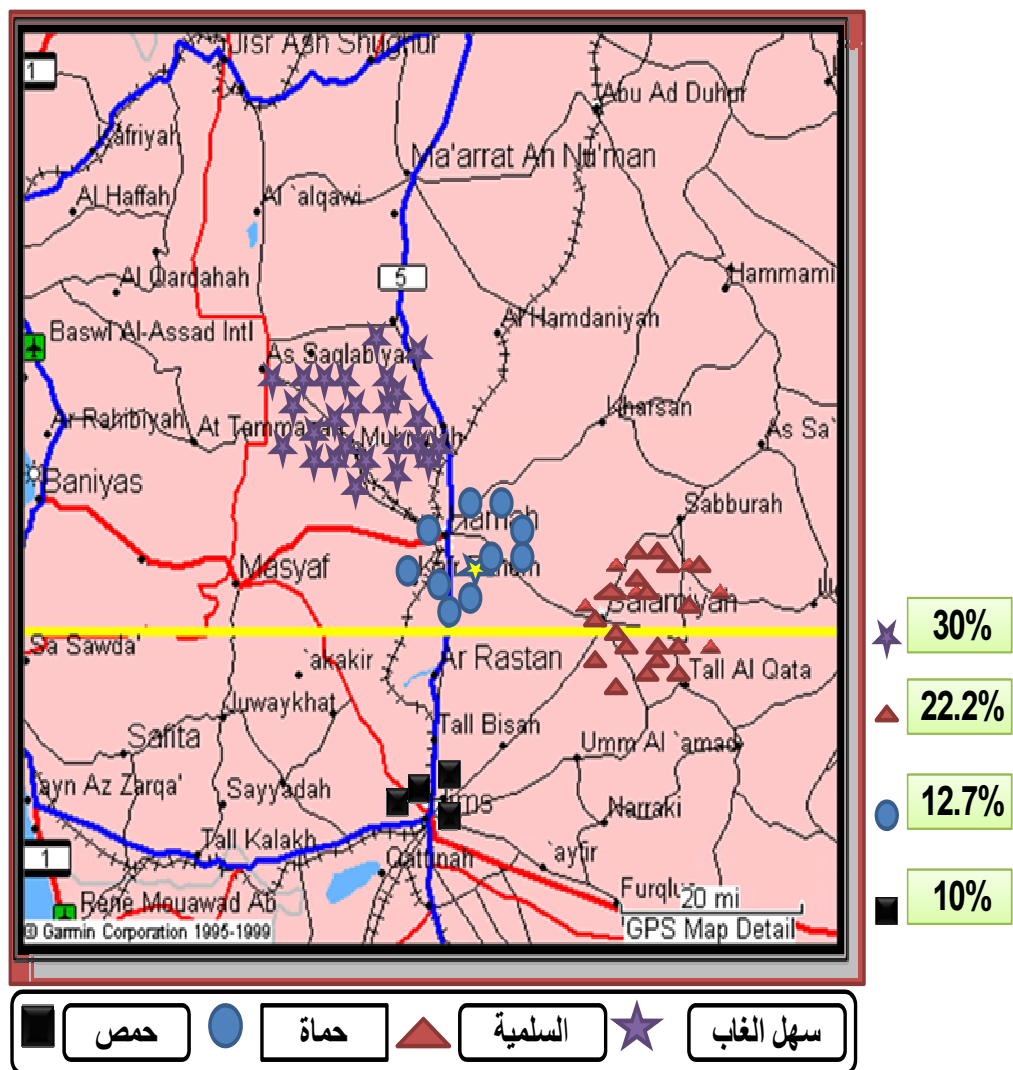 Jisr Ash Shughur
1
Abu Ad Duhur
Kafriyah
Ma'arrat An Nu'man
Al Haffah
Al `alqawi
Al Qardahah
5
Hammami
Baswl Al-Assad Intl
Al Hamdaniyah
As Saqlabiyah
Kharsan
Ar Rahibiyah
At Tamma
As Sa`
Baniyas
Sabburah
Hamah
Masyaf
Salamiyah
30%
Sa Sawda'
`akakir
Ar Rastan
Tall Al Qata
Juwaykhat
22.2%
Safita
Tall Bisah
Umm Al `amad
ayn Az Zarqa'
Sayyadah
Narraki
12.7%
Tall Kalakh
1
Qattinah
`ayfir
Furqlus
Rene Mouawad Ab
20 mi
10%
© Garmin Corporation 1995-1999
GPS Map Detail
سهل الغاب
السلمية
حماة
حمص